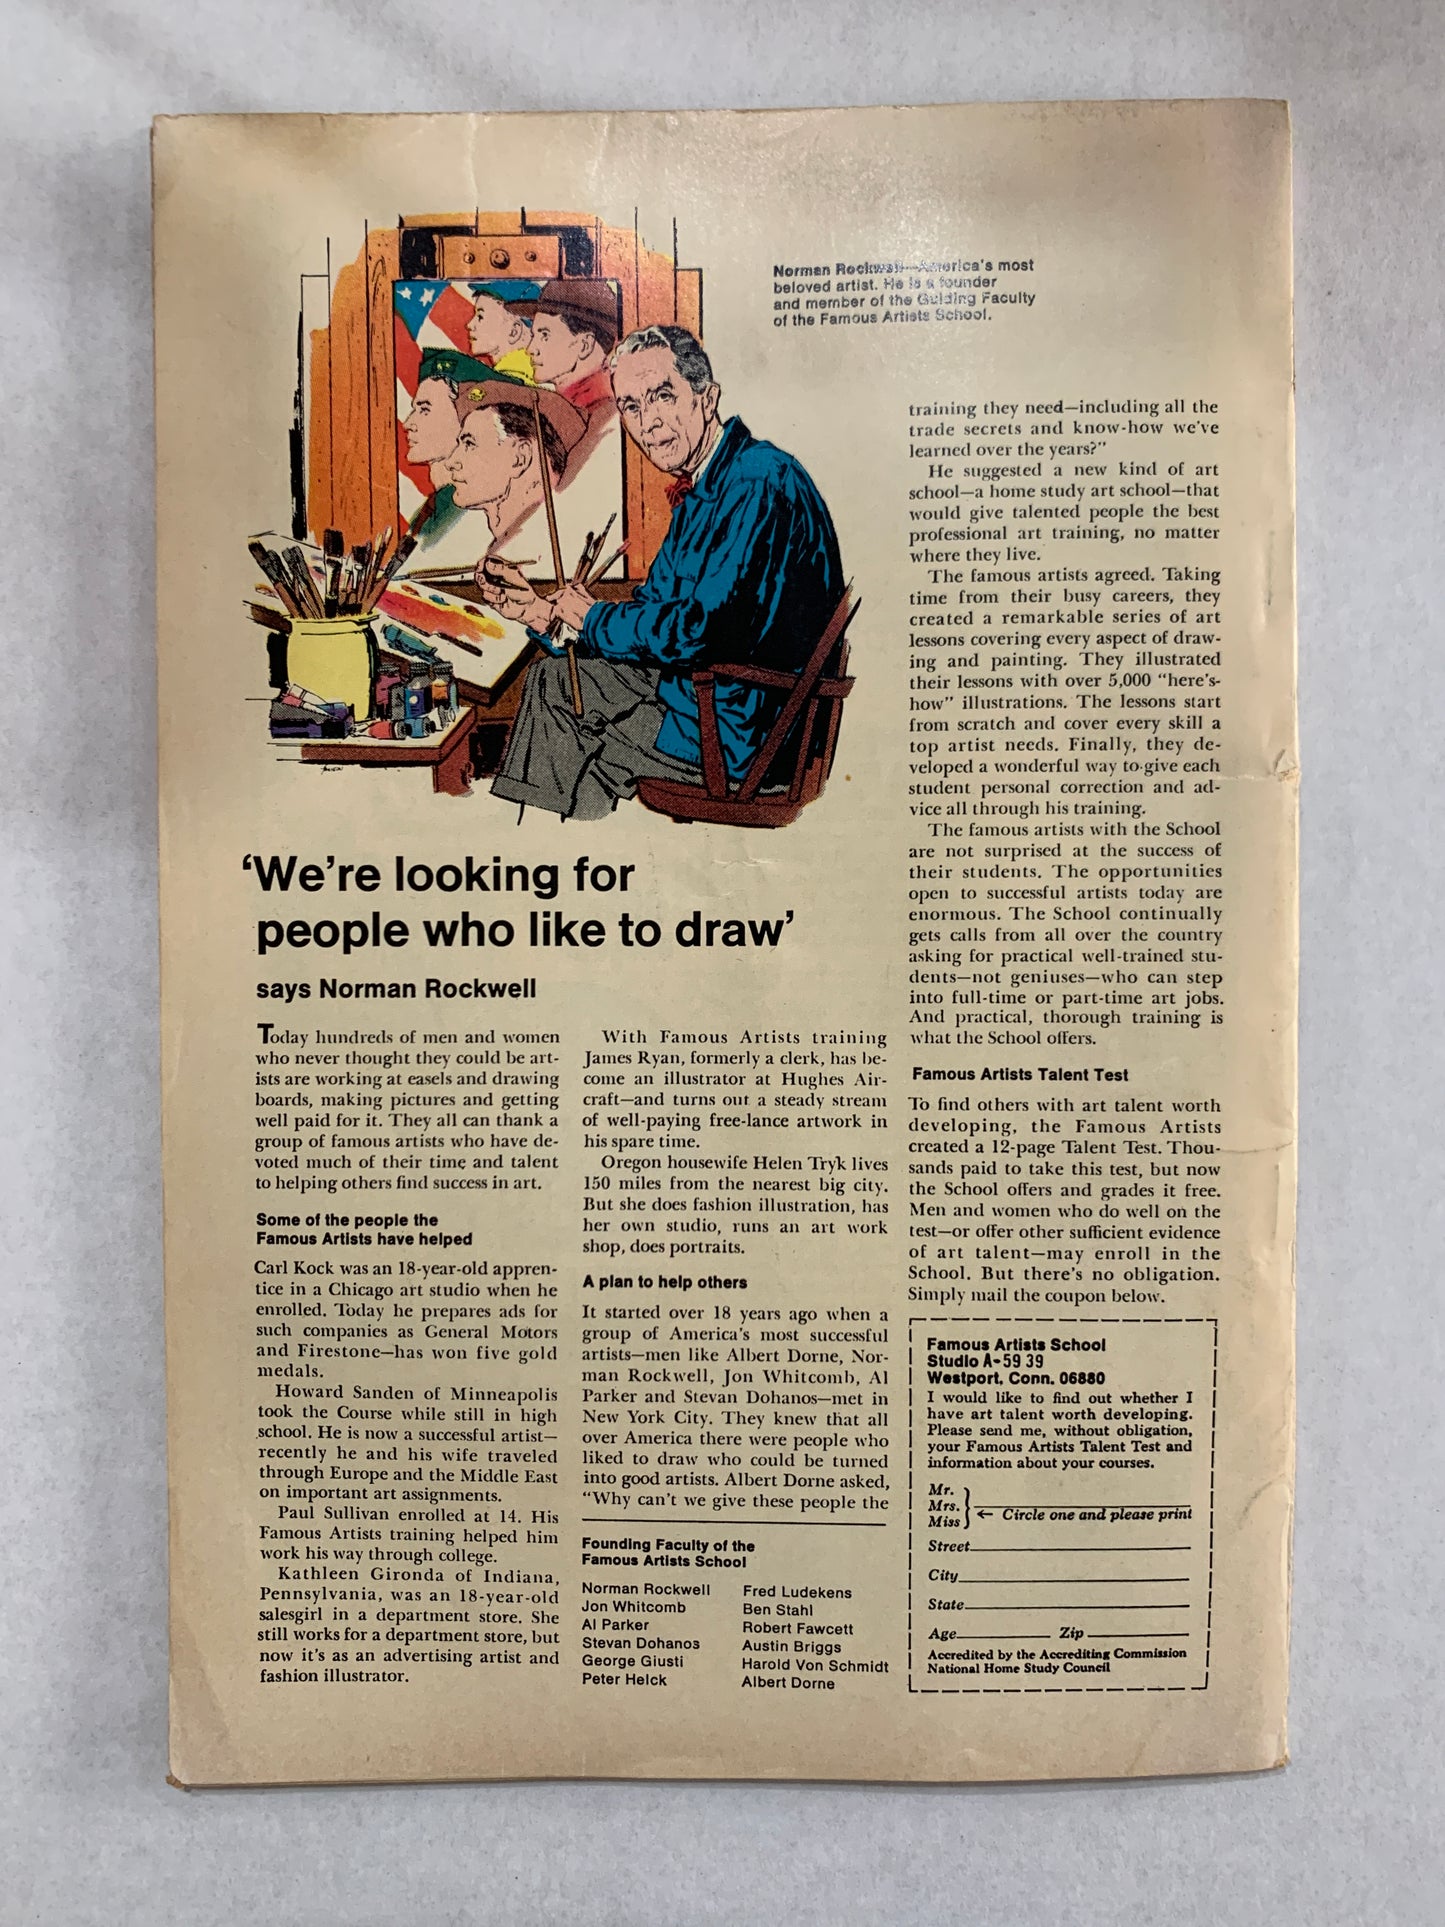 Norman Rockwell—America's most
beloved artist. He is a founder
and member of the Guiding Faculty
of the Famous Artists School.
'We're looking for
people who like to draw'
says Norman Rockwell
Today hundreds of men and women
who never thought they could be art-
ists are working at easels and drawing
boards, making pictures and getting
well paid for it. They all can thank a
group of famous artists who have de-
voted much of their time and talent
to helping others find success in art.
Some of the people the
Famous Artists have helped
Carl Kock was an 18-year-old appren-
tice in a Chicago art studio when he
enrolled. Today he prepares ads for
such companies as General Motors
and Firestone—has won five gold
medals.
Howard Sanden of Minneapolis
took the Course while still in high
school. He is now a successful artist—
recently he and his wife traveled
through Europe and the Middle East
on important art assignments.
Paul Sullivan enrolled at 14. His
Famous Artists training helped him
work his way through college.
Kathleen Gironda of Indiana,
Pennsylvania, was an 18-year-old
salesgirl in a department store. She
still works for a department store, but
now it's as an advertising artist and
fashion illustrator.
With Famous Artists training
James Ryan, formerly a clerk, has be-
come an illustrator at Hughes Air-
craft—and turns out a steady stream
of well-paying free-lance artwork in
his spare time.
Oregon housewife Helen Tryk lives
150 miles from the nearest big city.
But she does fashion illustration, has
her own studio, runs an art work
shop, does portraits.
A plan to help others
It started over 18 years ago when a
group of America's most successful
artists—men like Albert Dorne, Nor-
man Rockwell, Jon Whitcomb, Al
Parker and Stevan Dohanos—met in
New York City. They knew that all
over America there were people who
liked to draw who could be turned
into good artists. Albert Dorne asked,
"Why can't we give these people the
Founding Faculty of the
Famous Artists School
Norman Rockwell
Jon Whitcomb
Al Parker
Stevan Dohanos
George Giusti
Peter Helck
Fred Ludekens
Ben Stahl
Robert Fawcett
Austin Briggs
Harold Von Schmidt
Albert Dorne
training they need—including all the
trade secrets and know-how we've
learned over the years?"
He suggested a new kind of art
school—a home study art school—that
would give talented people the best
professional art training, no matter
where they live.
The famous artists agreed. Taking
time from their busy careers, they
created a remarkable series of art
lessons covering every aspect of draw-
ing and painting. They illustrated
their lessons with over 5,000 "here's-
how" illustrations. The lessons start
from scratch and cover every skill a
top artist needs. Finally, they de-
veloped a wonderful way to give each
student personal correction and ad-
vice all through his training.
The famous artists with the School
are not surprised at the success of
their students. The opportunities
open to successful artists today are
enormous. The School continually
gets calls from all over the country
asking for practical well-trained stu-
dents—not geniuses—who can step
into full-time or part-time art jobs.
And practical, thorough training is
what the School offers.
Famous Artists Talent Test
To find others with art talent worth
developing, the Famous Artists
created a 12-page Talent Test. Thou-
sands paid to take this test, but now
the School offers and grades it free.
Men and women who do well on the
test—or offer other sufficient evidence
of art talent—may enroll in the
School. But there's no obligation.
Simply mail the coupon below.
Famous Artists School
Studio A-59 39
Westport, Conn. 06880
I would like to find out whether I
have art talent worth developing.
Please send me, without obligation,
your Famous Artists Talent Test and
information about your courses.
Mr.
Mrs.
Miss
← Circle one and please print
Street
City
State
Age Zip
Accredited by the Accrediting Commission
National Home Study Council